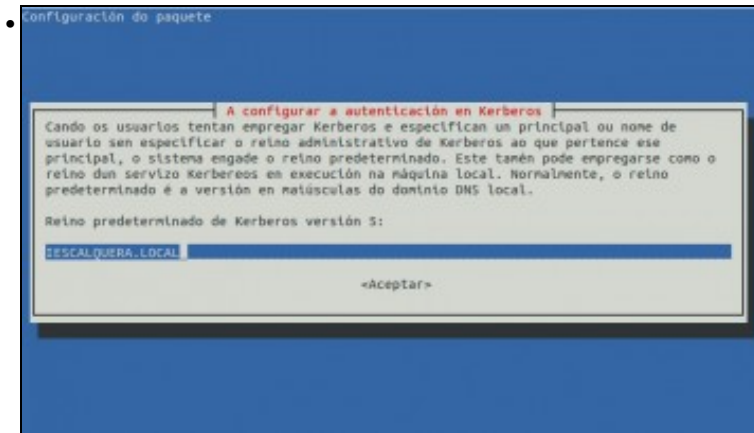 Configuración do paquete
A configurar a autenticación en Kerberos
Cando os usuarios tentan empregar Kerberos e especifican un principal ou nome de
usuario sen especificar o reino administrativo de Kerberos ao que pertence ese
principal, o sistema engade o reino predeterminado. Este tamén pode empregarse como o
reino dun servizo Kerbereos en execución na máquina local. Normalmente, o reino
predeterminado é a versión en maiúsculas do dominio DNS local.
Reino predeterminado de Kerberos versión 5:
IESCALQUERA.LOCAL
<Aceptar>